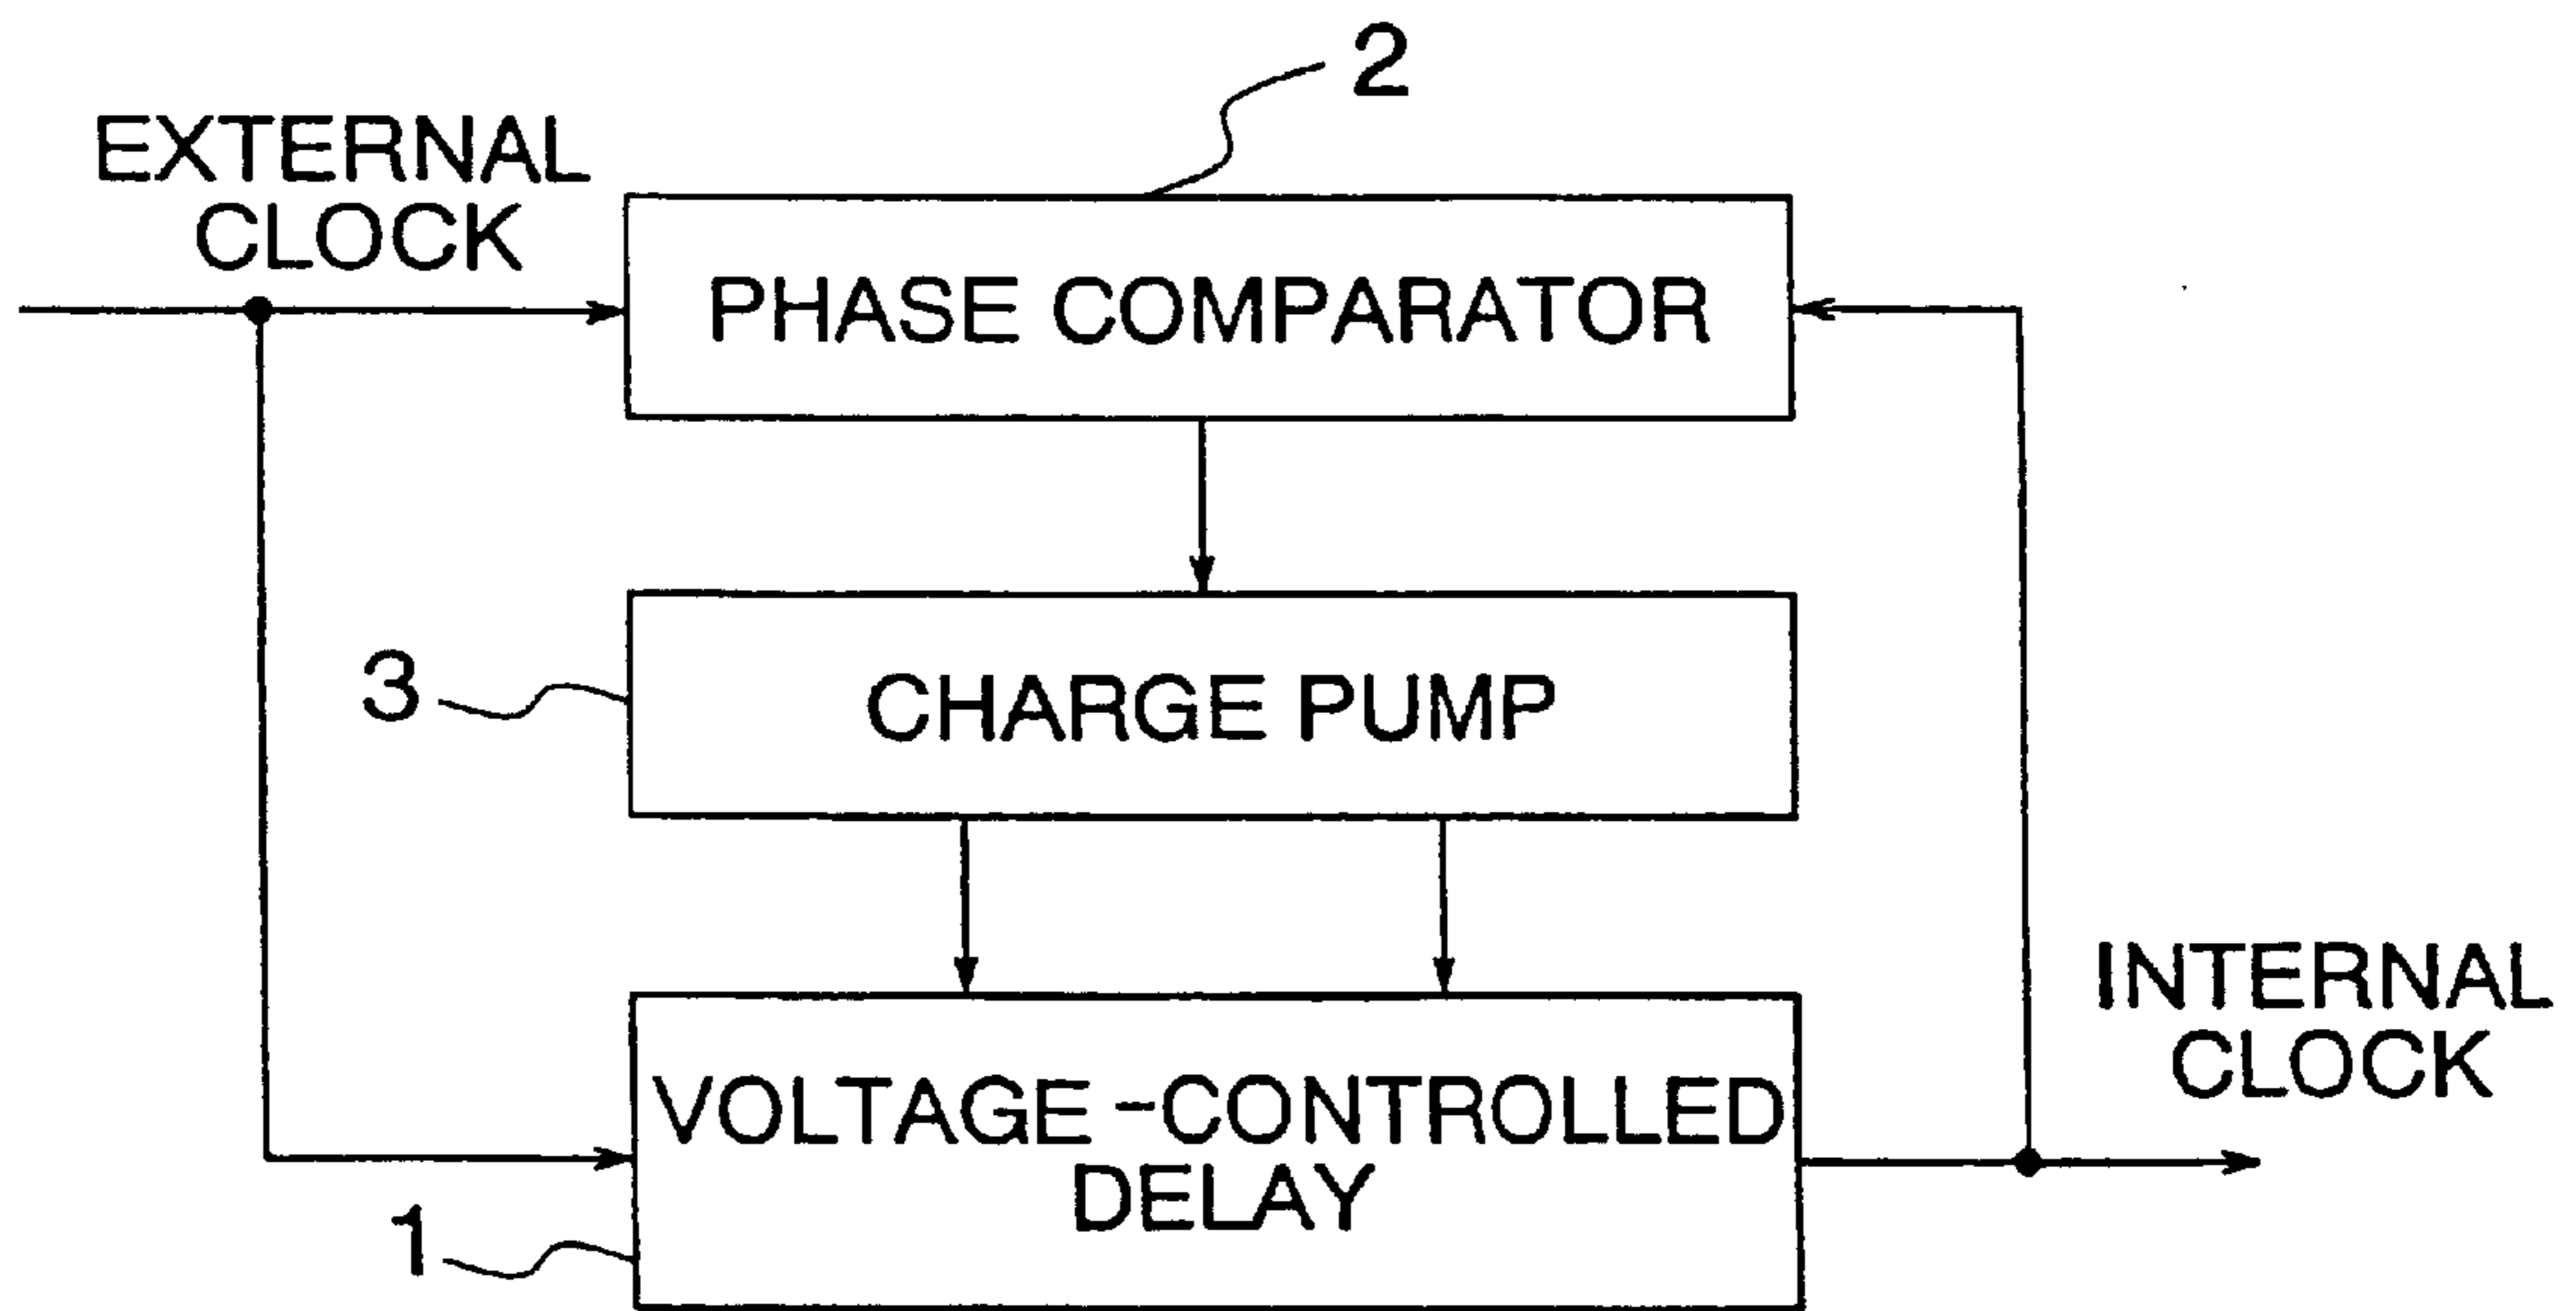 2
EXTERNAL
CLOCK
PHASE COMPARATOR
3
CHARGE PUMP
INTERNAL
CLOCK
VOLTAGE-CONTROLLED
DELAY
1